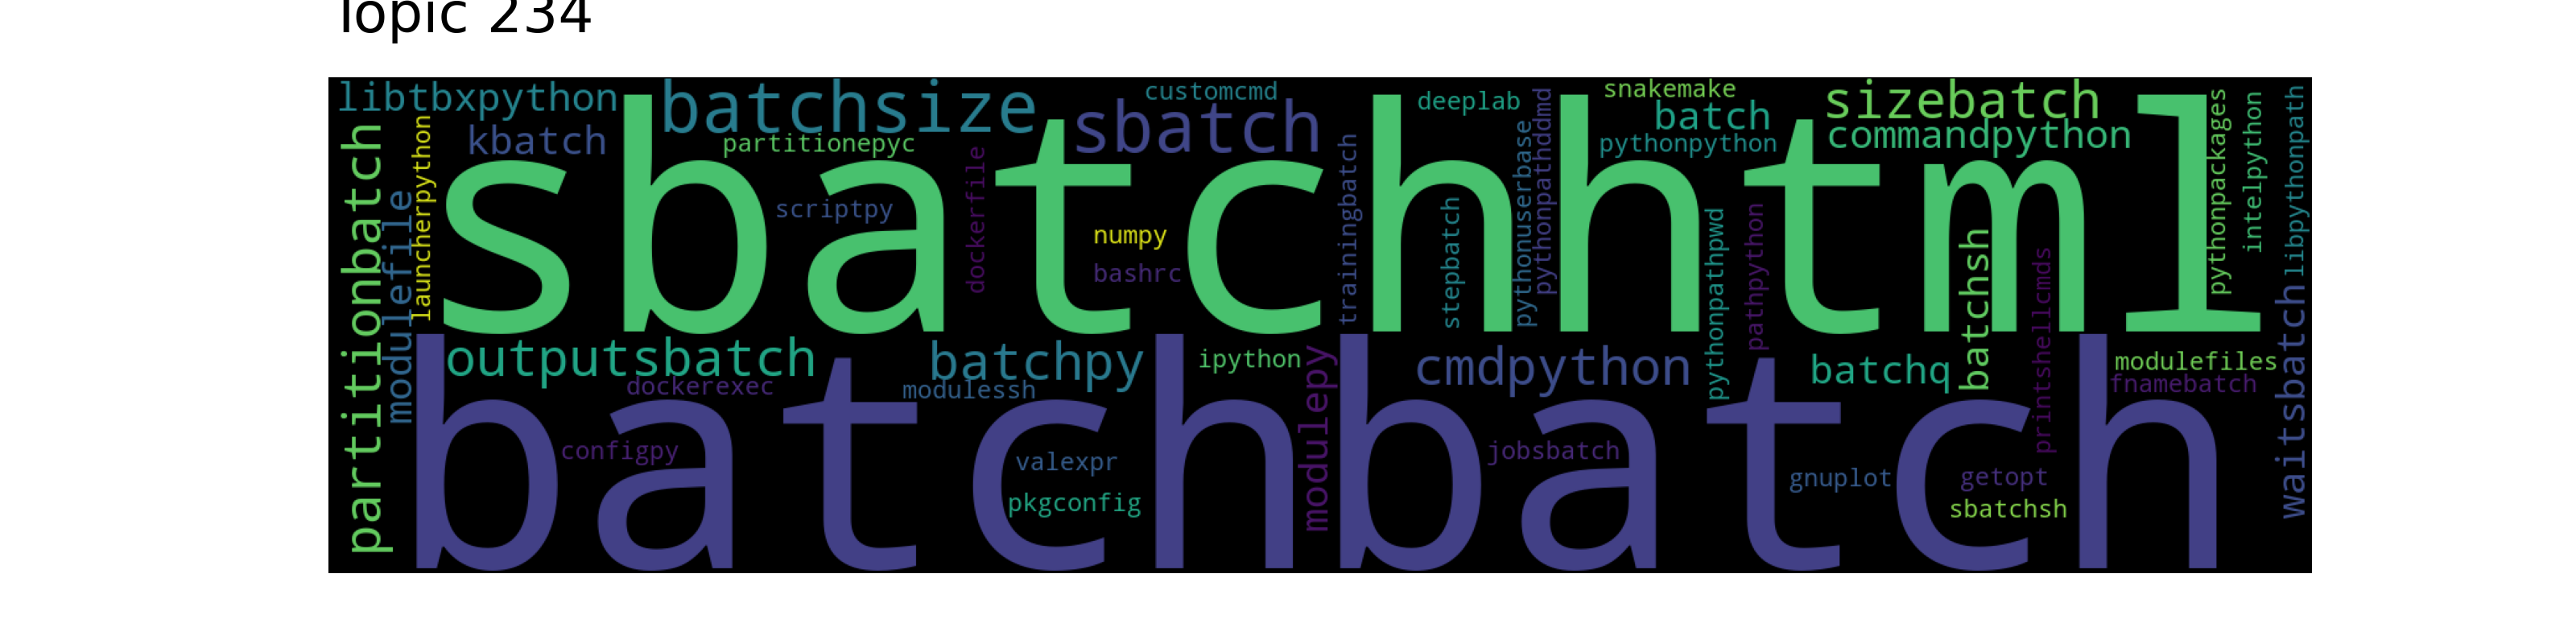 Topic 234
libtbxpython
batchsize
customcmd
deeplab
snakemake
sizebatch
kbatch
partitionepyc
sbatch
batch
pythonpython
commandpython
sbatchhtml
scriptpy
numpy
bashrc
dockerfile
trainingbatch
stepbatch
pythonuserbase
pythonpathddmd
pythonpathpwd
pathpython
batchsh
printshellcmds
pythonpackages
intelpython
libpythonpath
partitionbatch
modulefile
launcherpython
outputsbatch
batchpy
ipython
cmdpython
batchq
modulefiles
dockerexec
modulessh
fnamebatch
batchbatch
configpy
valexpr
pkgconfig
modulepy
jobsbatch
gnuplot
getopt
sbatchsh
waitsbatch